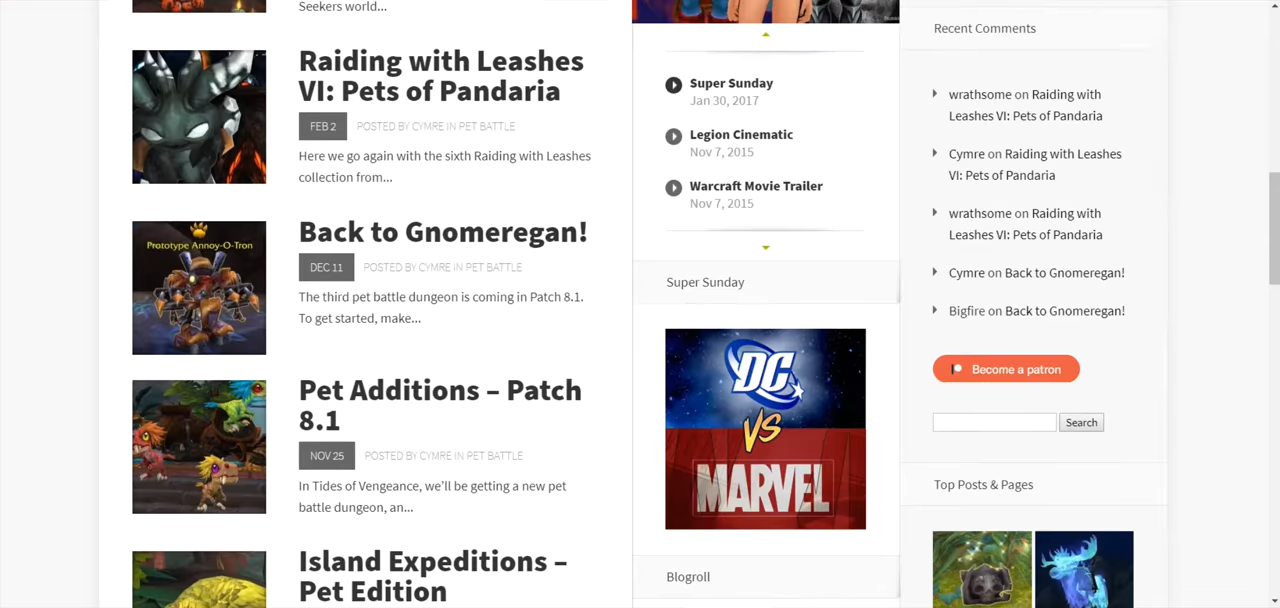 Seekers world...
Raiding with Leashes
VI: Pets of Pandaria
FEB 2 POSTED BY CYMRE IN PET BATTLE
Here we go again with the sixth Raiding with Leashes
collection from...
Prototype Annoy-O-Tron
Back to Gnomeregan!
DEC 11 POSTED BY CYMRE IN PET BATTLE
The third pet battle dungeon is coming in Patch 8.1.
To get started, make...
Pet Additions – Patch
8.1
NOV 25 POSTED BY CYMRE IN PET BATTLE
In Tides of Vengeance, we'll be getting a new pet
battle dungeon, an...
Island Expeditions –
Pet Edition
Super Sunday
Jan 30, 2017
Legion Cinematic
Nov 7, 2015
Warcraft Movie Trailer
Nov 7, 2015
Super Sunday
DC
VS
MARVEL
Blogroll
Recent Comments
wrathsome on Raiding with
Leashes VI: Pets of Pandaria
Cymre on Raiding with Leashes
VI: Pets of Pandaria
wrathsome on Raiding with
Leashes VI: Pets of Pandaria
Cymre on Back to Gnomeregan!
Bigfire on Back to Gnomeregan!
Become a patron
Search
Top Posts & Pages